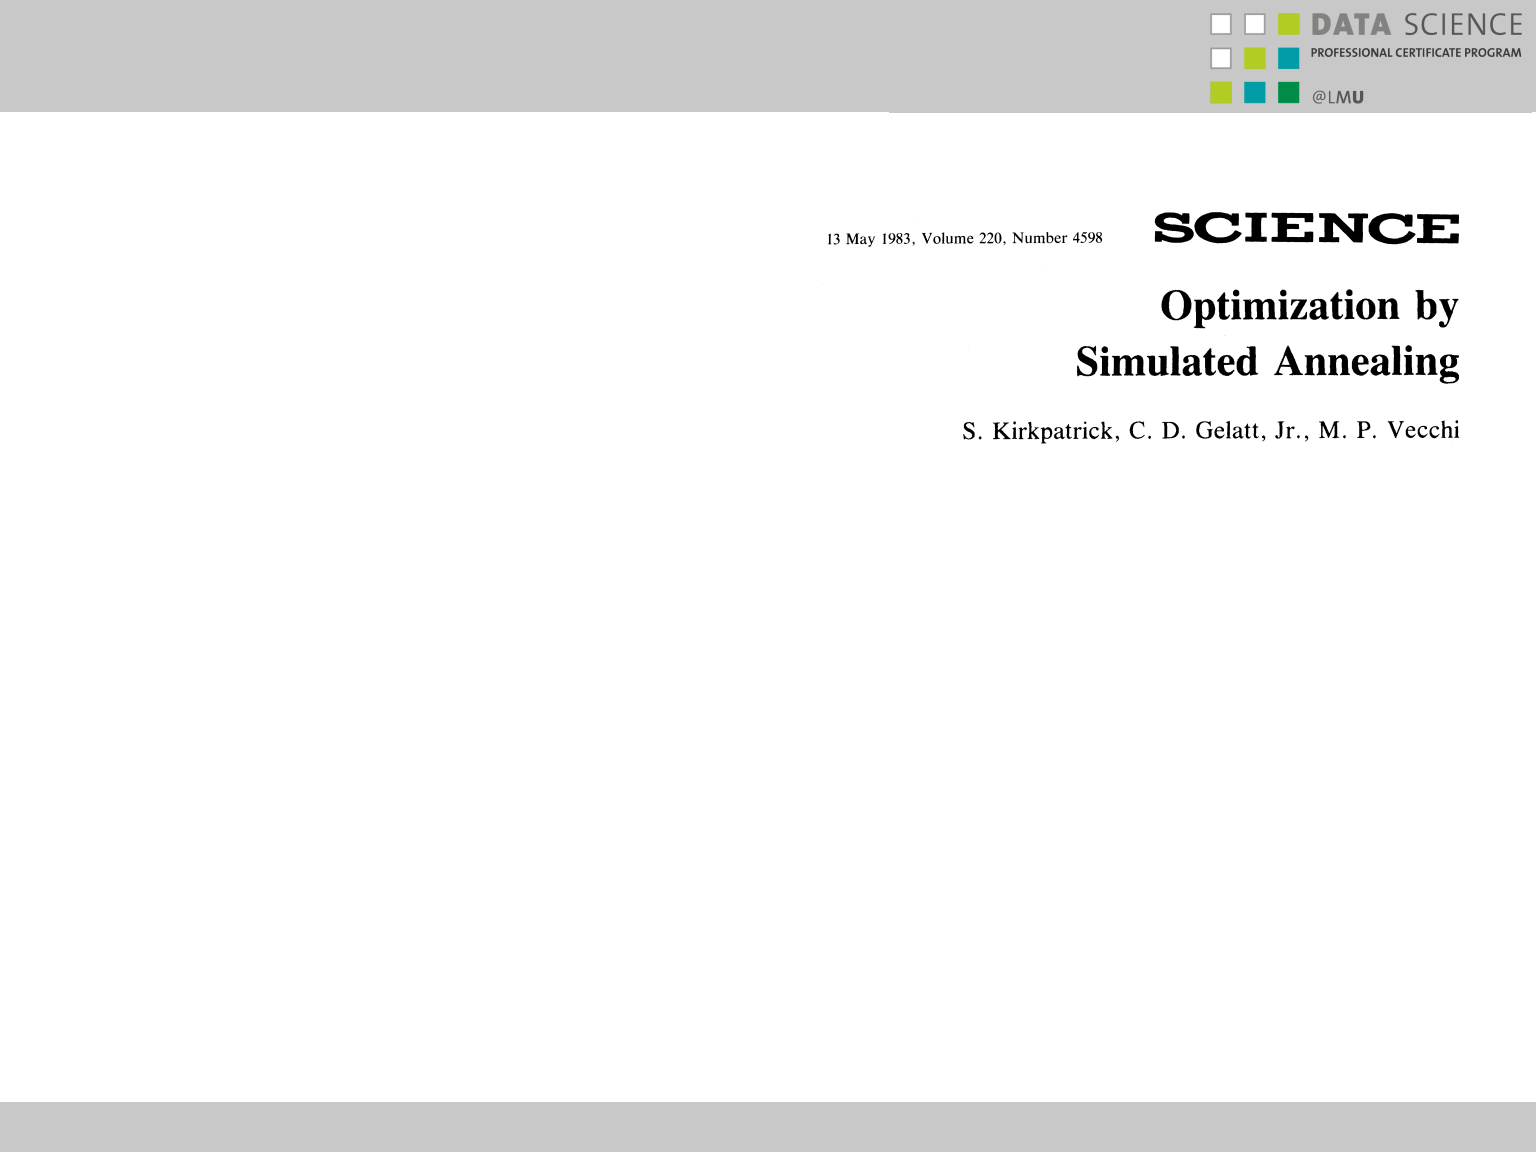 DATA SCIENCE
PROFESSIONAL CERTIFICATE PROGRAM
@LMU
13 May 1983, Volume 220, Number 4598
SCIENCE
Optimization by
Simulated Annealing
S. Kirkpatrick, C. D. Gelatt, Jr., M. P. Vecchi